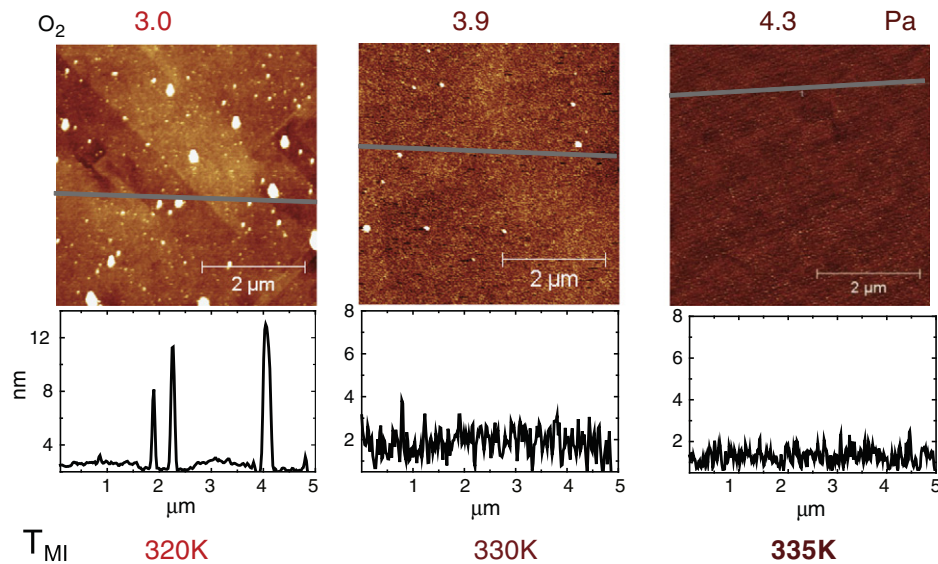 O2 3.0 3.9 4.3 Pa
2 µm 2 µm 2 µm
12 8 8
nm 8 6 6
4 4
4 2 2
1 2 3 4 5 1 2 3 4 5 1 2 3 4 5
µm µm µm
TMI 320K 330K 335K